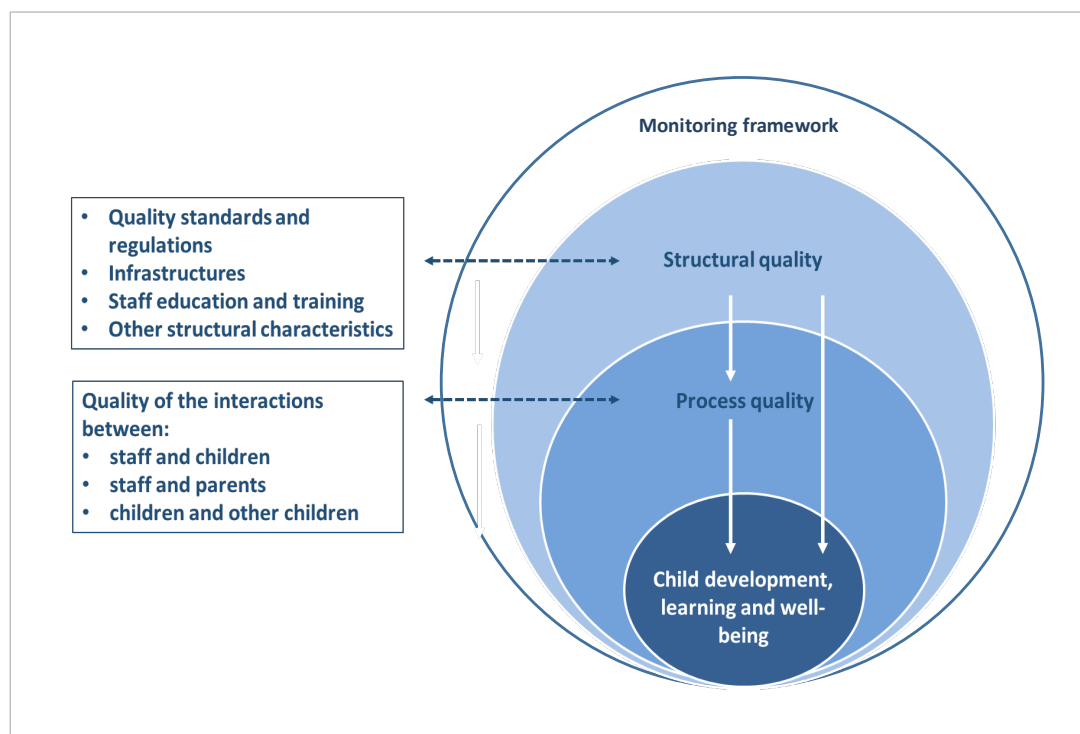 Monitoring framework
• Quality standards and
regulations
• Infrastructures
• Staff education and training
• Other structural characteristics
Structural quality
Quality of the interactions
between:
• staff and children
• staff and parents
• children and other children
Process quality
Child development,
learning and well-
being